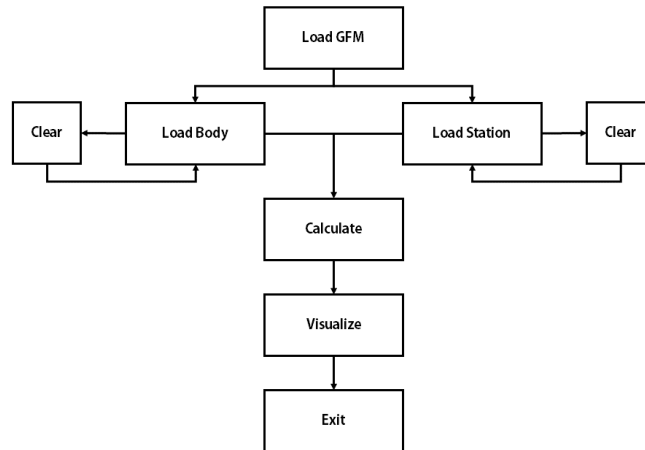 Load GFM
Clear
Load Body
Load Station
Clear
Calculate
Visualize
Exit